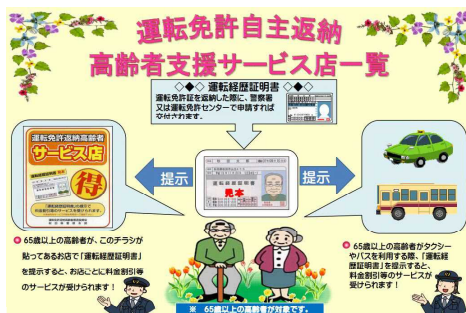 運転免許自主返納
高齢者支援サービス店一覧
◇◆◇ 運転経歴証明書 ◇◆◇
運転免許証を返納した際に、警察署
又は運転免許センターで申請すれば
交付されます。
運転免許返納高齢者
サービス店
得
提示
運転経歴証明書
見本
提示
65歳以上の高齢者が、このチラシが
貼ってあるお店で「運転経歴証明書」
を提示すると、お店ごとに料金割引等
のサービスが受けられます！
65歳以上の高齢者がタクシー
やバスを利用する際、「運転経
歴証明書」を提示すると、
料金割引等のサービスが
受けられます！
※ 65歳以上の高齢者が対象です。